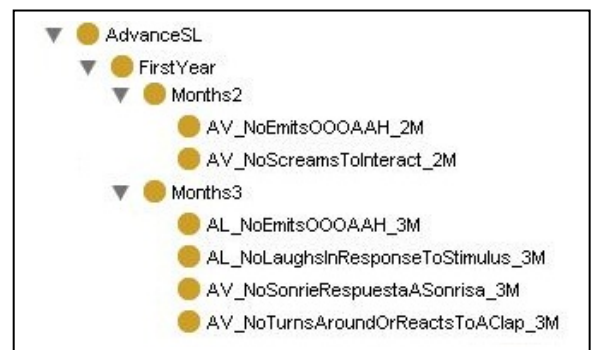 AdvanceSL
FirstYear
Months2
AV_NoEmitsOOOAAH_2M
AV_NoScreamsToInteract_2M
Months3
AL_NoEmitsOOOAAH_3M
AL_NoLaughsInResponseToStimulus_3M
AV_NoSonrieRespuestaASonrisa_3M
AV_NoTurnsAroundOrReactsToAClap_3M